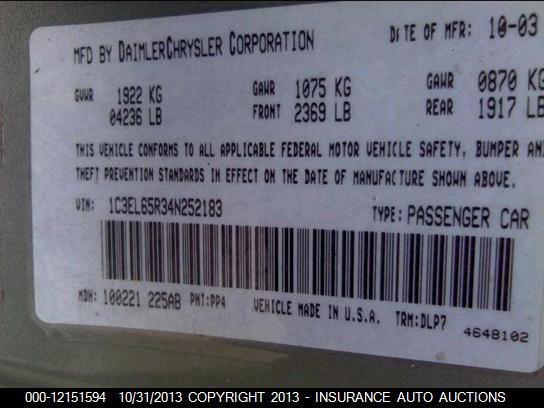 MFD BY DAIMLERCHRYSLER CORPORATION DATE OF MFR: 10-03
GVWR 1922 KG GAWR 1075 KG GAWR 0870 KG
04236 LB FRONT 2369 LB REAR 1917 LB
THIS VEHICLE CONFORMS TO ALL APPLICABLE FEDERAL MOTOR VEHICLE SAFETY, BUMPER AN
THEFT PREVENTION STANDARDS IN EFFECT ON THE DATE OF MANUFACTURE SHOWN ABOVE.
VIN: 1C3EL65R34N252183 TYPE: PASSENGER CAR
MDH: 100221 225AB PNT:PP4 VEHICLE MADE IN U.S.A. TRM:DLP7
4648102
000-12151594 10/31/2013 COPYRIGHT 2013 - INSURANCE AUTO AUCTIONS